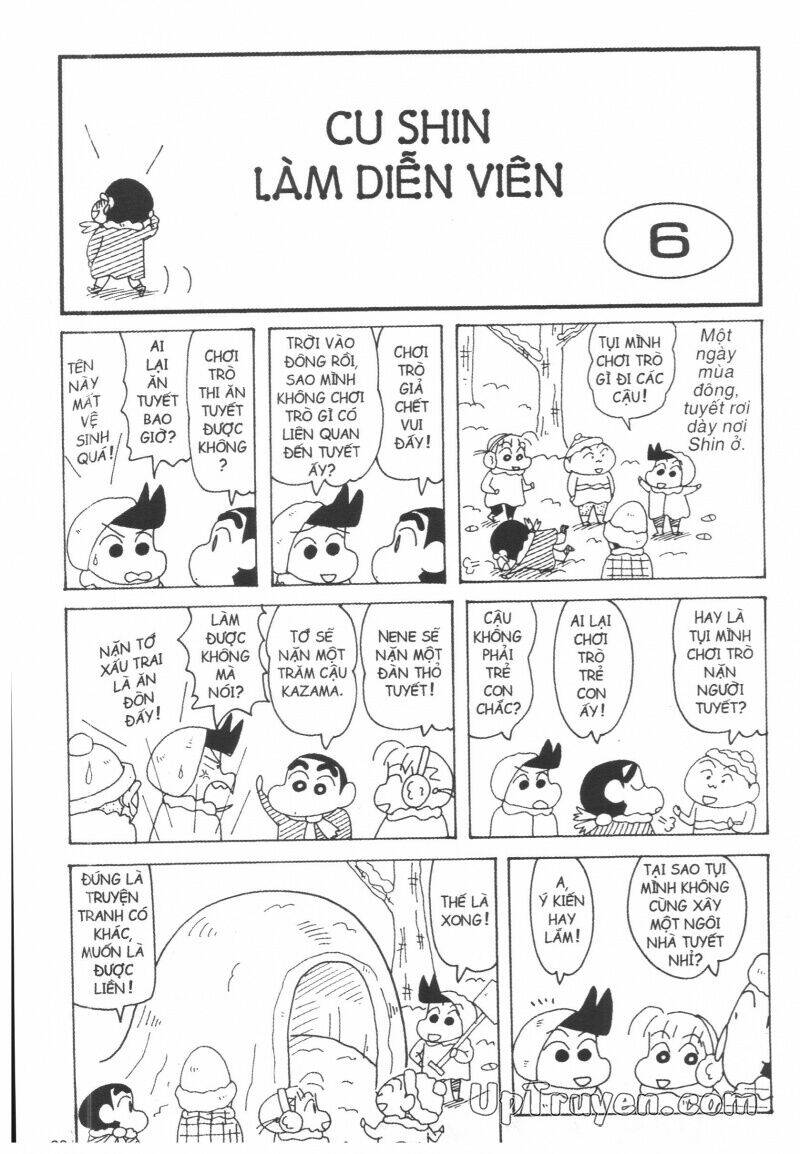 CU SHIN
LÀM DIỄN VIÊN
6
Một
ngày
mùa
đông,
tuyết rơi
dày nơi
Shin ở.
TỤI MÌNH
CHƠI TRÒ
GÌ ĐI CÁC
CẬU!
CHƠI
TRÒ
GIẢ
CHẾT
VUI
ĐẤY!
TRỜI VÀO
ĐÔNG RỒI,
SAO MÌNH
KHÔNG CHƠI
TRÒ GÌ CÓ
LIÊN QUAN
ĐẾN TUYẾT
ẤY?
CHƠI
TRÒ
THI ĂN
TUYẾT
ĐƯỢC
KHÔNG
?
AI
LẠI
ĂN
TUYẾT
BAO
GIỜ?
TÊN
NÀY
MẤT
VỆ
SINH
QUÁ!
HAY LÀ
TỤI MÌNH
CHƠI TRÒ
NẶN
NGƯỜI
TUYẾT?
AI LẠI
CHƠI
TRÒ
TRẺ
CON
ẤY!
CẬU
KHÔNG
PHẢI
TRẺ
CON
CHẮC?
NENE SẼ
NẶN MỘT
ĐÀN THỎ
TUYẾT!
TỚ SẼ
NẶN MỘT
TRĂM CẬU
KAZAMA.
LÀM
ĐƯỢC
KHÔNG
MÀ
NÓI?
NẶN TỚ
XẤU TRAI
LÀ ĂN
ĐÒN
ĐẤY!
TẠI SAO TỤI
MÌNH KHÔNG
CÙNG XÂY
MỘT NGÔI
NHÀ TUYẾT
NHỈ?
A,
Ý KIẾN
HAY
LẮM!
THẾ LÀ
XONG!
ĐÚNG LÀ
TRUYỆN
TRANH CÓ
KHÁC,
MUỐN LÀ
ĐƯỢC
LIỀN!
UpTruyen.com